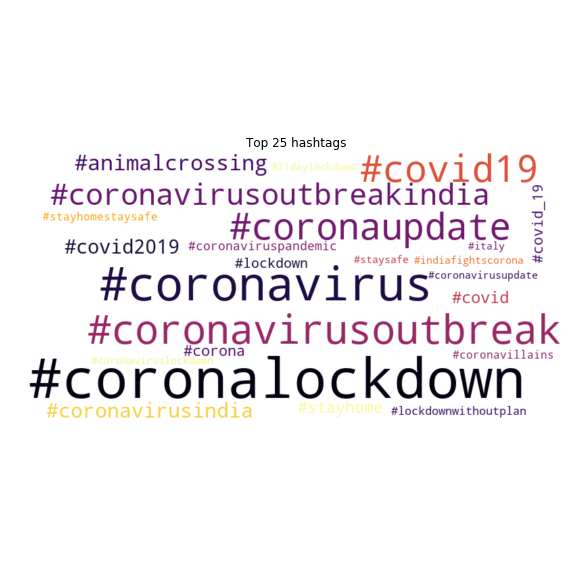 Top 25 hashtags
#animalcrossing
#21daylockdown
#covid19
#coronavirusoutbreakindia
#covid_19
#stayhomestaysafe
#coronaupdate
#covid2019
#coronaviruspandemic
#italy
#lockdown
#staysafe
#indiafightscorona
#coronavirus
#coronavirusupdate
#covid
#coronavirusoutbreak
#corona
#coronavillains
#coronaviruslockdown
#coronalockdown
#coronavirusindia
#stayhome
#lockdownwithoutplan